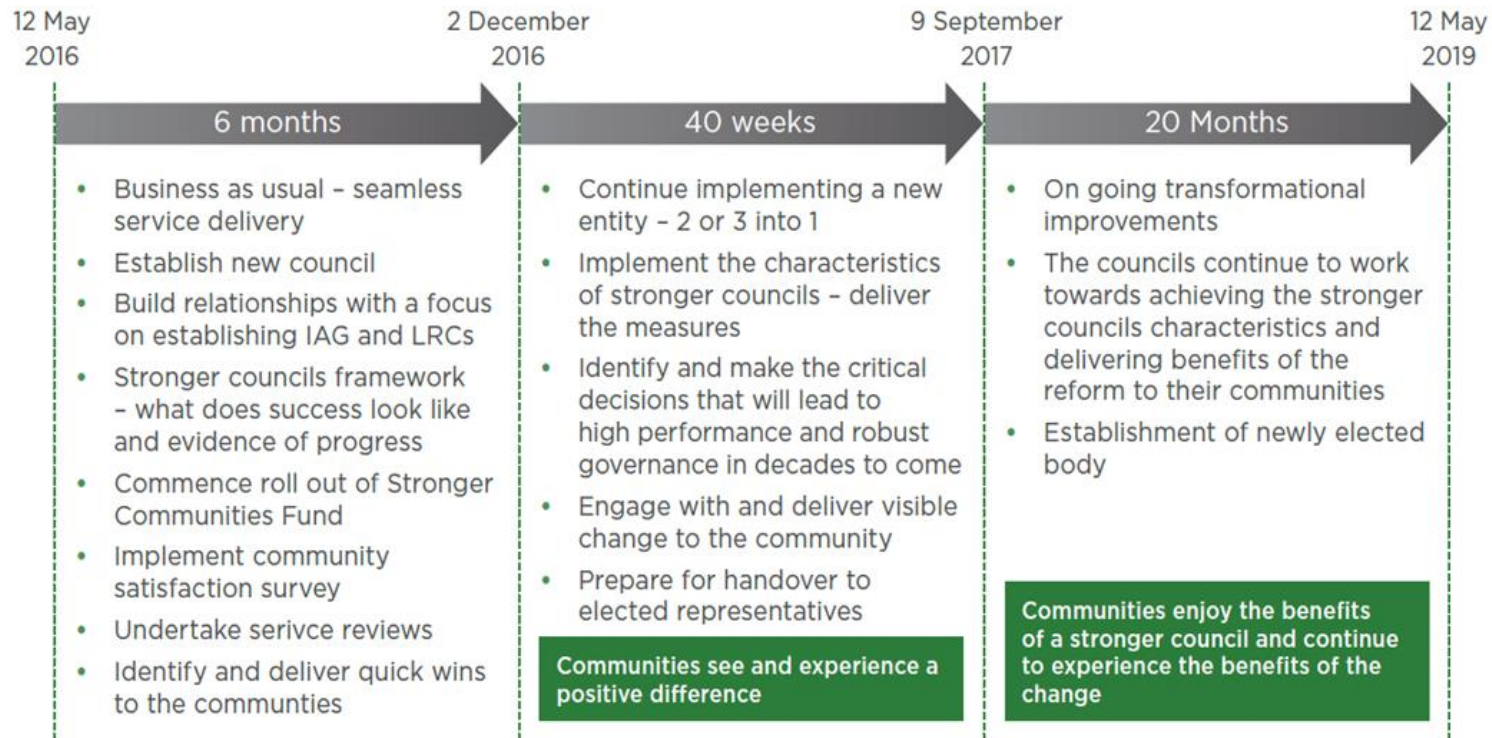 12 May
2016
2 December
2016
9 September
2017
12 May
2019
6 months
40 weeks
20 Months
• Business as usual – seamless
service delivery
• Establish new council
• Build relationships with a focus
on establishing IAG and LRCs
• Stronger councils framework
– what does success look like
and evidence of progress
• Commence roll out of Stronger
Communities Fund
• Implement community
satisfaction survey
• Undertake serivce reviews
• Identify and deliver quick wins
to the communties
• Continue implementing a new
entity – 2 or 3 into 1
• Implement the characteristics
of stronger councils – deliver
the measures
• Identify and make the critical
decisions that will lead to
high performance and robust
governance in decades to come
• Engage with and deliver visible
change to the community
• Prepare for handover to
elected representatives
Communities see and experience a
positive difference
• On going transformational
improvements
• The councils continue to work
towards achieving the stronger
councils characteristics and
delivering benefits of the
reform to their communities
• Establishment of newly elected
body
Communities enjoy the benefits
of a stronger council and continue
to experience the benefits of the
change